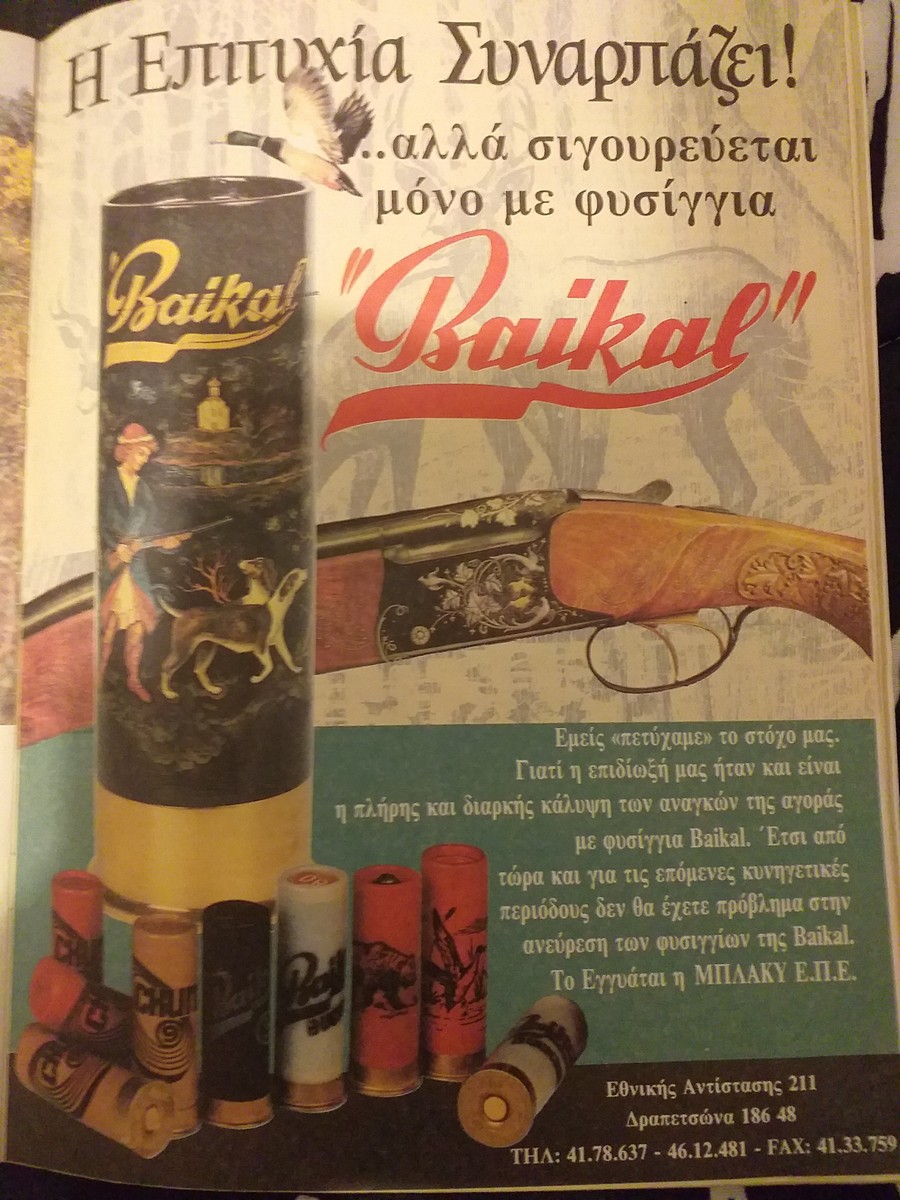 Η Επιτυχία Συναρπάζει!
..αλλά σιγουρεύεται
μόνο με φυσίγγια
"Baikal"
"Baikal
Εμείς «πετύχαμε» το στόχο μας.
Γιατί η επιδίωξή μας ήταν και είναι
η πλήρης και διαρκής κάλυψη των αναγκών της αγοράς
με φυσίγγια Baikal. Έτσι από
τώρα και για τις επόμενες κυνηγετικές
περιόδους δεν θα έχετε πρόβλημα στην
ανεύρεση των φυσιγγίων της Baikal.
Το Εγγυάται η ΜΠΛΑΚΥ Ε.Π.Ε.
Baikal
Εθνικής Αντίστασης 211
Δραπετσώνα 186 48
ΤΗΛ: 41.78.637 - 46.12.481 - FAX: 41.33.759